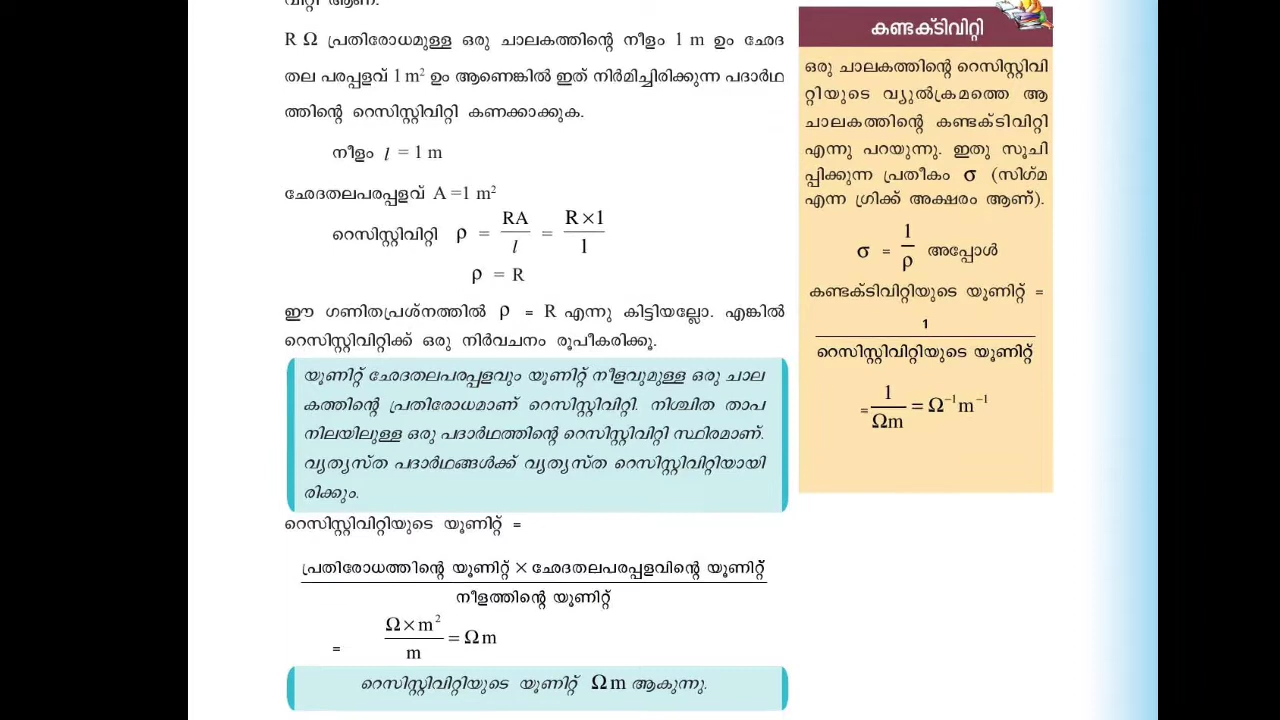 വിറ്റി ആണ്.
R Ω പ്രതിരോധമുള്ള ഒരു ചാലകത്തിന്റെ നീളം 1 m ഉം ഛേദ
തല പരപ്പളവ് 1 m² ഉം ആണെങ്കിൽ ഇത് നിർമിച്ചിരിക്കുന്ന പദാർഥ
ത്തിന്റെ റെസിസ്റ്റിവിറ്റി കണക്കാക്കുക.
നീളം l = 1 m
ഛേദതലപരപ്പളവ് A =1 m²
റെസിസ്റ്റിവിറ്റി ρ = RA/l = R × 1/1
ρ = R
ഈ ഗണിതപ്രശ്നത്തിൽ ρ = R എന്നു കിട്ടിയല്ലോ. എങ്കിൽ
റെസിസ്റ്റിവിറ്റിക്ക് ഒരു നിർവചനം രൂപീകരിക്കൂ.
യൂണിറ്റ് ഛേദതലപരപ്പളവും യൂണിറ്റ് നീളവുമുള്ള ഒരു ചാല
കത്തിന്റെ പ്രതിരോധമാണ് റെസിസ്റ്റിവിറ്റി. നിശ്ചിത താപ
നിലയിലുള്ള ഒരു പദാർഥത്തിന്റെ റെസിസ്റ്റിവിറ്റി സ്ഥിരമാണ്.
വ്യത്യസ്ത പദാർഥങ്ങൾക്ക് വ്യത്യസ്ത റെസിസ്റ്റിവിറ്റിയായി
രിക്കും.
റെസിസ്റ്റിവിറ്റിയുടെ യൂണിറ്റ് =
പ്രതിരോധത്തിന്റെ യൂണിറ്റ് × ഛേദതലപരപ്പളവിന്റെ യൂണിറ്റ്
നീളത്തിന്റെ യൂണിറ്റ്
= Ω × m²/m = Ω m
റെസിസ്റ്റിവിറ്റിയുടെ യൂണിറ്റ് Ω m ആകുന്നു.
കണ്ടക്ടിവിറ്റി
ഒരു ചാലകത്തിന്റെ റെസിസ്റ്റിവി
റ്റിയുടെ വ്യുൽക്രമത്തെ ആ
ചാലകത്തിന്റെ കണ്ടക്ടിവിറ്റി
എന്നു പറയുന്നു. ഇതു സൂചി
പ്പിക്കുന്ന പ്രതീകം σ (സിഗ്മ
എന്ന ഗ്രീക്ക് അക്ഷരം ആണ്).
σ = 1/ρ അപ്പോൾ
കണ്ടക്ടിവിറ്റിയുടെ യൂണിറ്റ് =
1
റെസിസ്റ്റിവിറ്റിയുടെ യൂണിറ്റ്
= 1/Ωm = Ω⁻¹m⁻¹